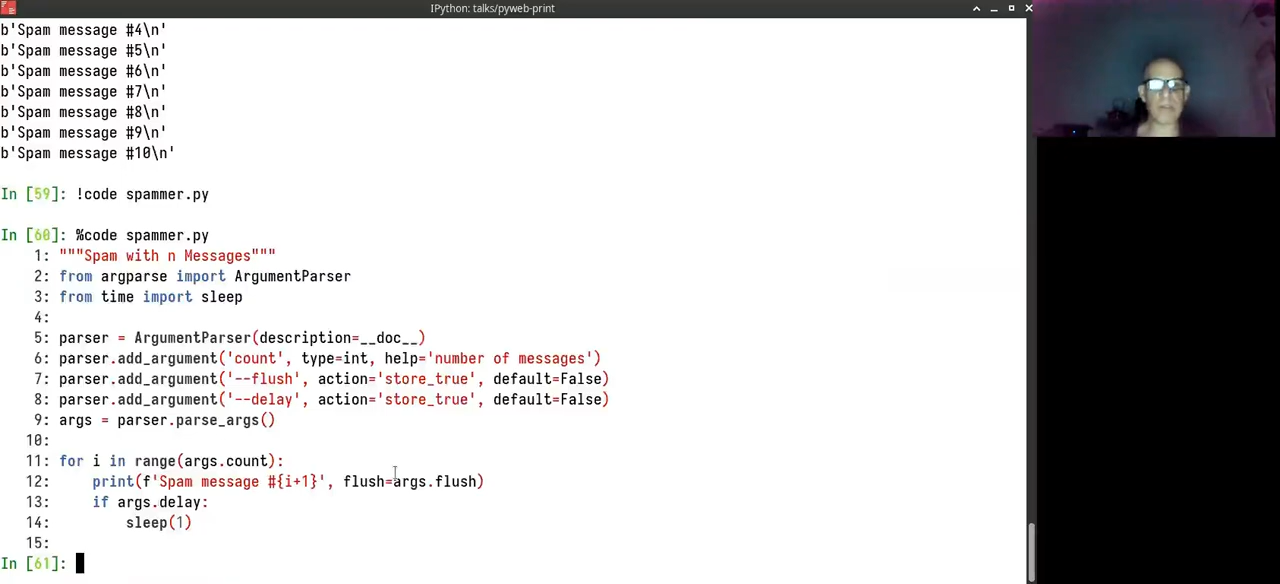 IPython: talks/pyweb-print
b'Spam message #4\n'
b'Spam message #5\n'
b'Spam message #6\n'
b'Spam message #7\n'
b'Spam message #8\n'
b'Spam message #9\n'
b'Spam message #10\n'
In [59]: !code spammer.py
In [60]: %code spammer.py
1: """Spam with n Messages"""
2: from argparse import ArgumentParser
3: from time import sleep
4:
5: parser = ArgumentParser(description=__doc__)
6: parser.add_argument('count', type=int, help='number of messages')
7: parser.add_argument('--flush', action='store_true', default=False)
8: parser.add_argument('--delay', action='store_true', default=False)
9: args = parser.parse_args()
10:
11: for i in range(args.count):
12:     print(f'Spam message #{i+1}', flush=args.flush)
13:     if args.delay:
14:         sleep(1)
15:
In [61]: